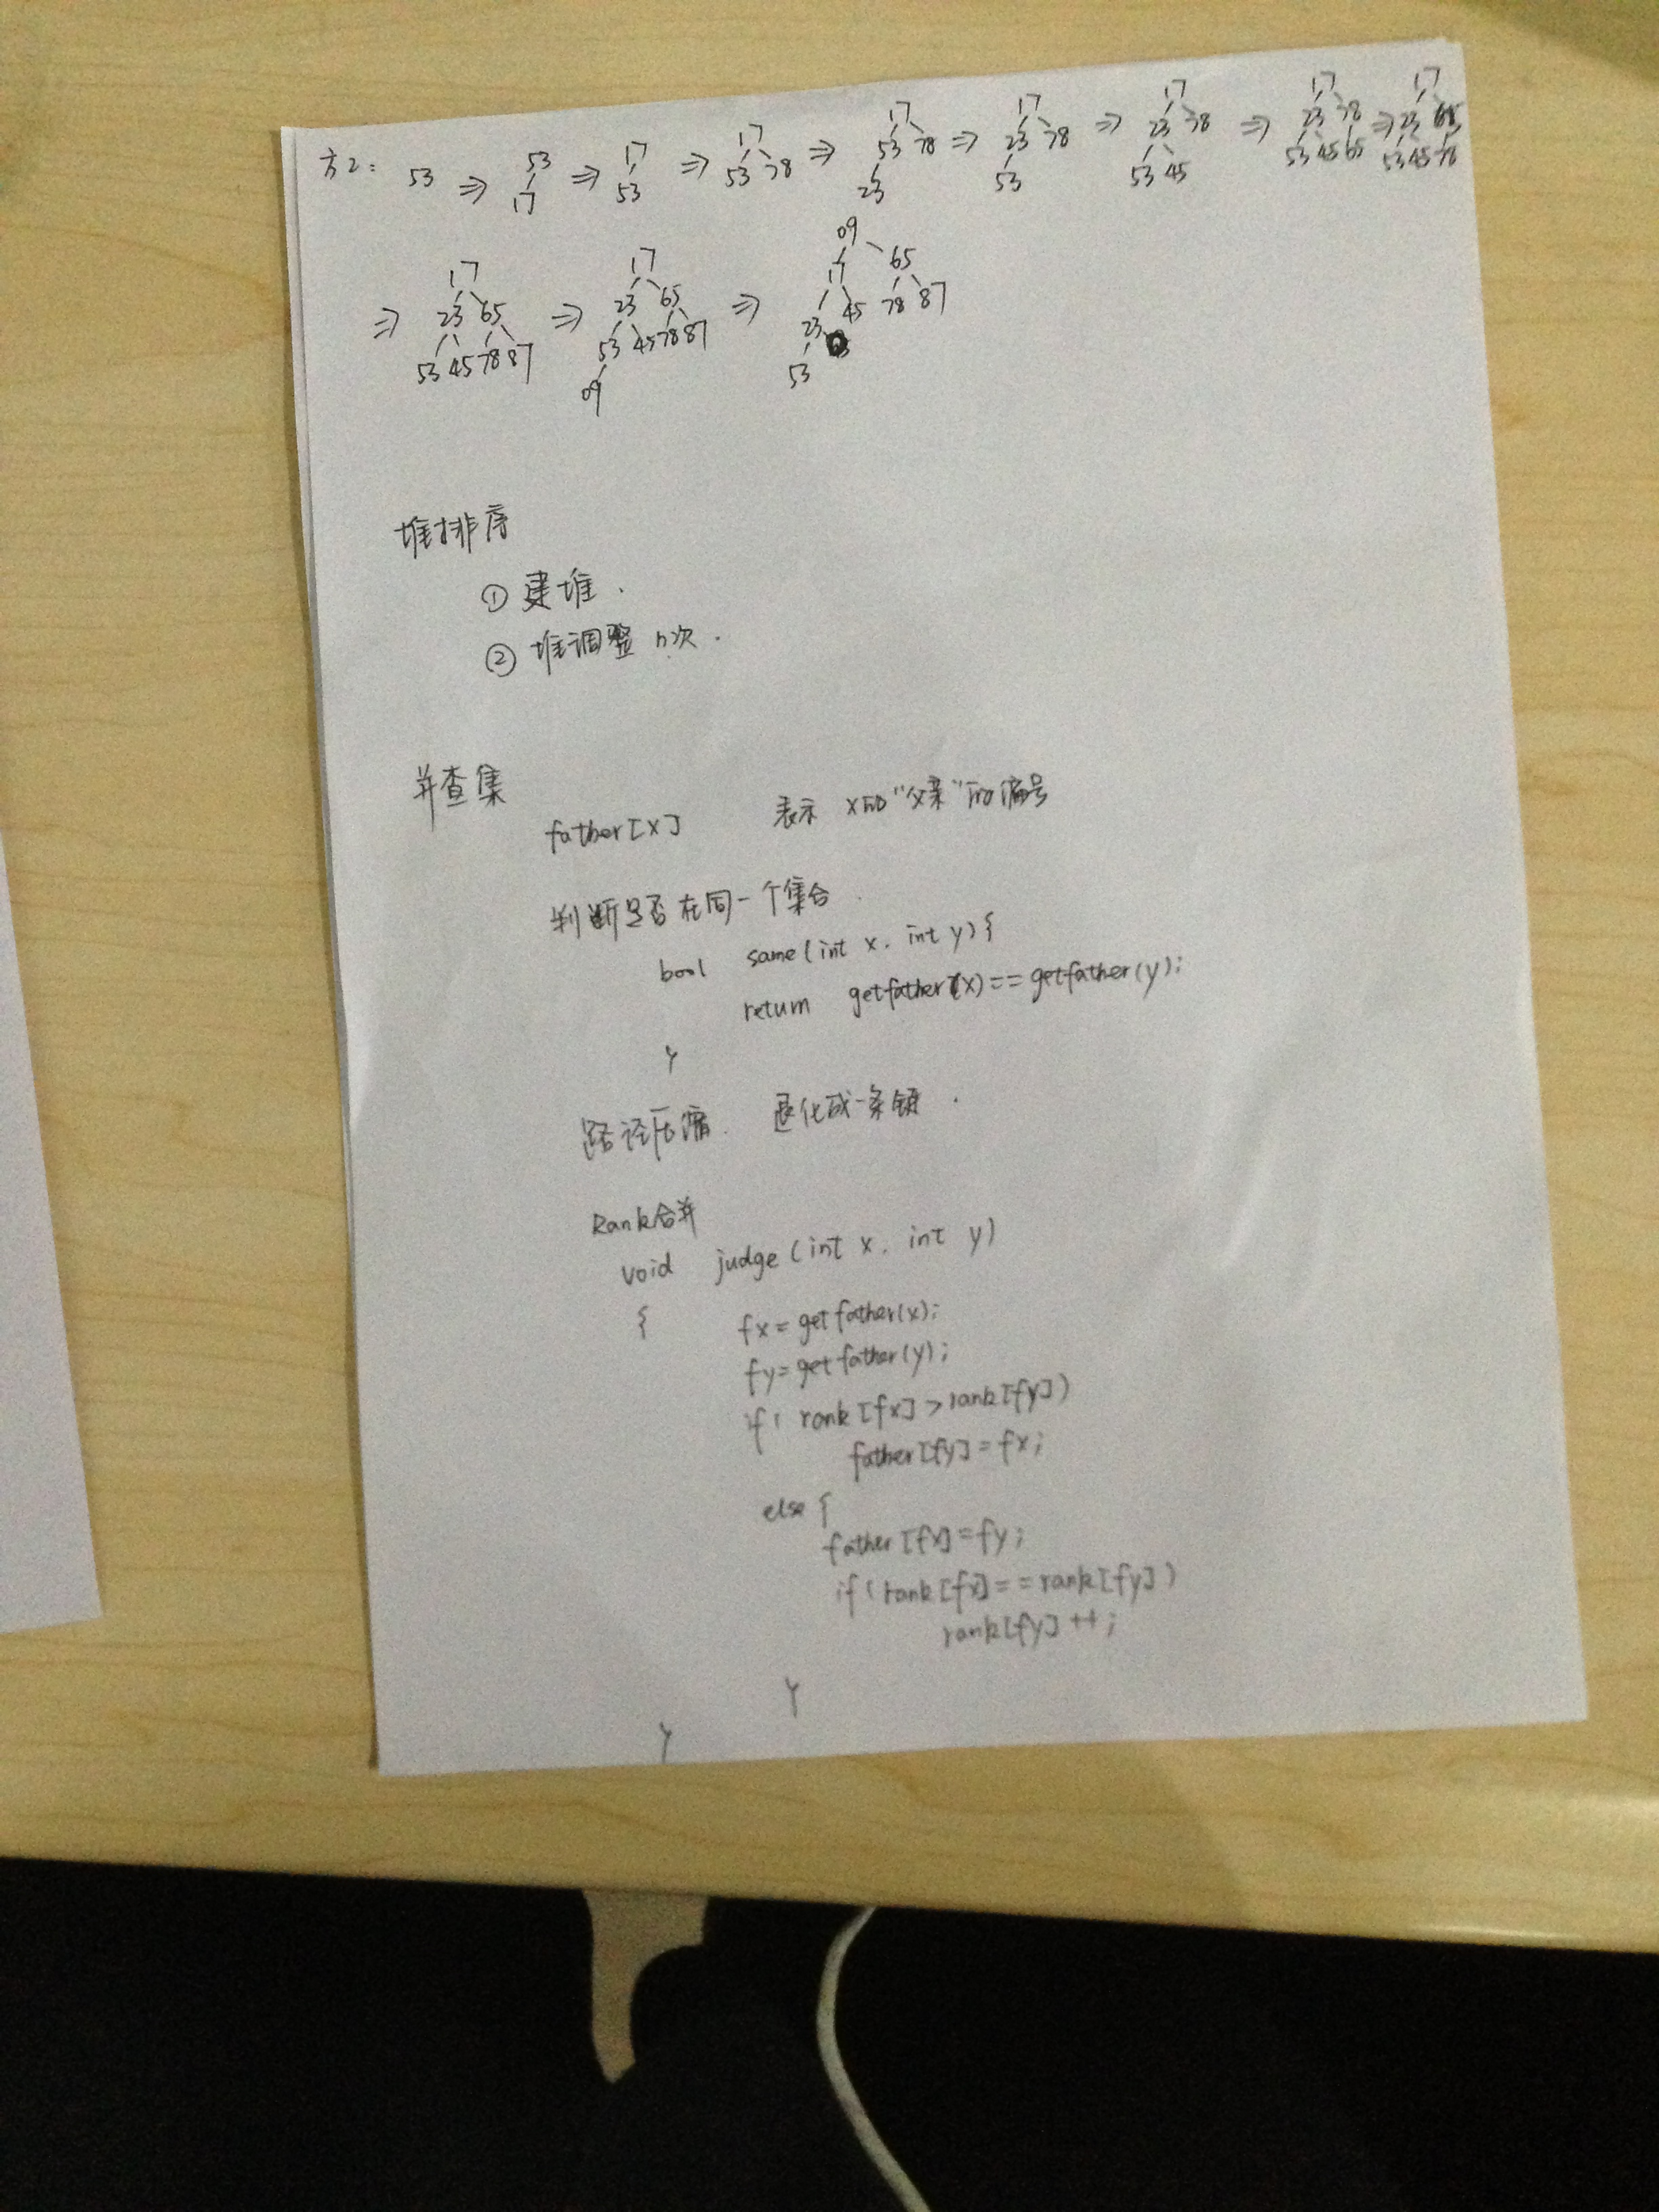 方2: 53 ⇒ 53 17 ⇒ 17 53 ⇒ 17 53 78 ⇒ 17 53 78 23 ⇒ 17 23 78 53 ⇒ 17 23 78 53 45 ⇒ 17 23 78 53 45 65 ⇒ 17 23 65 53 45 78
⇒ 17 23 65 53 45 78 87 ⇒ 17 23 65 53 45 78 87 09 ⇒ 09 17 65 23 45 78 87 53
堆排序
① 建堆.
② 堆调整 n次.
并查集
father[x] 表示 x的“父亲”的编号
判断是否在同一个集合.
bool same(int x, int y){
return getfather(x)==getfather(y);
}
路径压缩. 退化成一条链.
Rank合并
void judge(int x, int y)
{ fx=getfather(x);
fy=getfather(y);
if( rank[fx]>rank[fy])
father[fy]=fx;
else {
father[fx]=fy;
if(rank[fx]==rank[fy])
rank[fy]++;
}
}